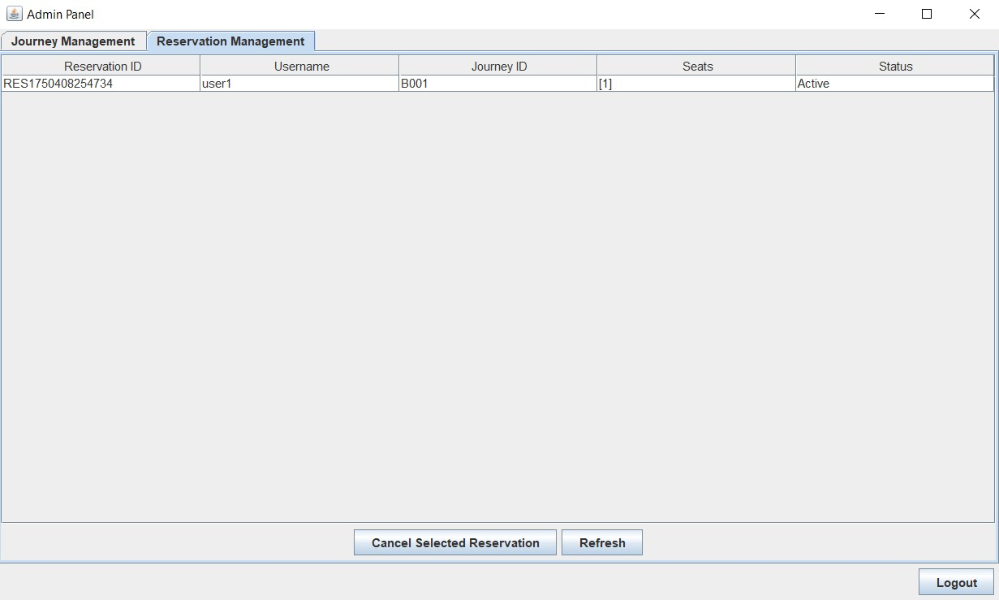 Admin Panel
Journey Management Reservation Management
Reservation ID Username Journey ID Seats Status
RES1750408254734 user1 B001 [1] Active
Cancel Selected Reservation Refresh
Logout